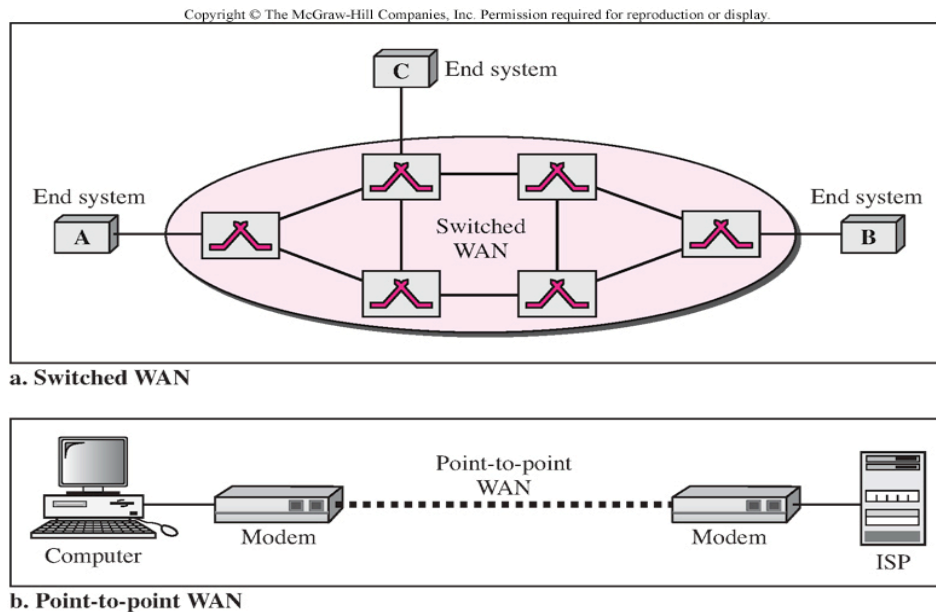 Copyright © The McGraw-Hill Companies, Inc. Permission required for reproduction or display.
C
End system
End system
A
Switched
WAN
End system
B
a. Switched WAN
Point-to-point
WAN
Computer
Modem
Modem
ISP
b. Point-to-point WAN